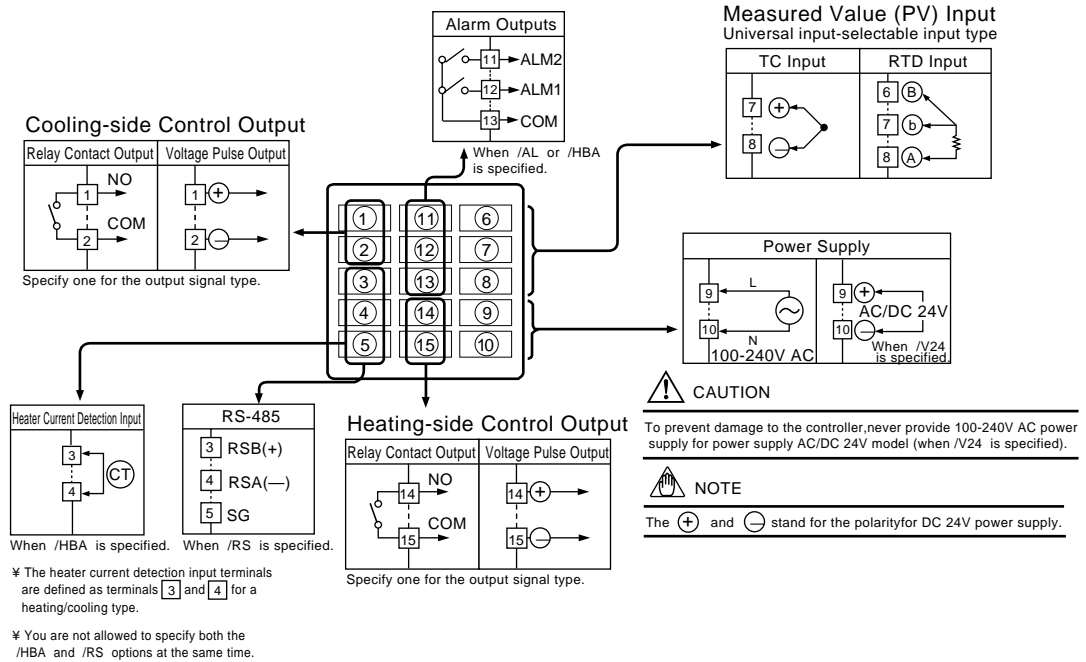 Alarm Outputs
11 ALM2
12 ALM1
13 COM
When /AL or /HBA
is specified.
Measured Value (PV) Input
Universal input-selectable input type
TC Input RTD Input
7 +
8 —
6 B
7 b
8 A
Cooling-side Control Output
Relay Contact Output Voltage Pulse Output
NO
1
COM
2
1 +
2 —
Specify one for the output signal type.
1 11 6
2 12 7
3 13 8
4 14 9
5 15 10
Power Supply
L
9
10
N
100-240V AC
9 +
AC/DC 24V
10 —
When /V24
is specified.
! CAUTION
To prevent damage to the controller,never provide 100-240V AC power
supply for power supply AC/DC 24V model (when /V24 is specified).
NOTE
The + and — stand for the polarityfor DC 24V power supply.
Heater Current Detection Input
3
CT
4
When /HBA is specified.
RS-485
3 RSB(+)
4 RSA(—)
5 SG
When /RS is specified.
Heating-side Control Output
Relay Contact Output Voltage Pulse Output
NO
14
COM
15
14 +
15 —
Specify one for the output signal type.
¥ The heater current detection input terminals
are defined as terminals 3 and 4 for a
heating/cooling type.
¥ You are not allowed to specify both the
/HBA and /RS options at the same time.